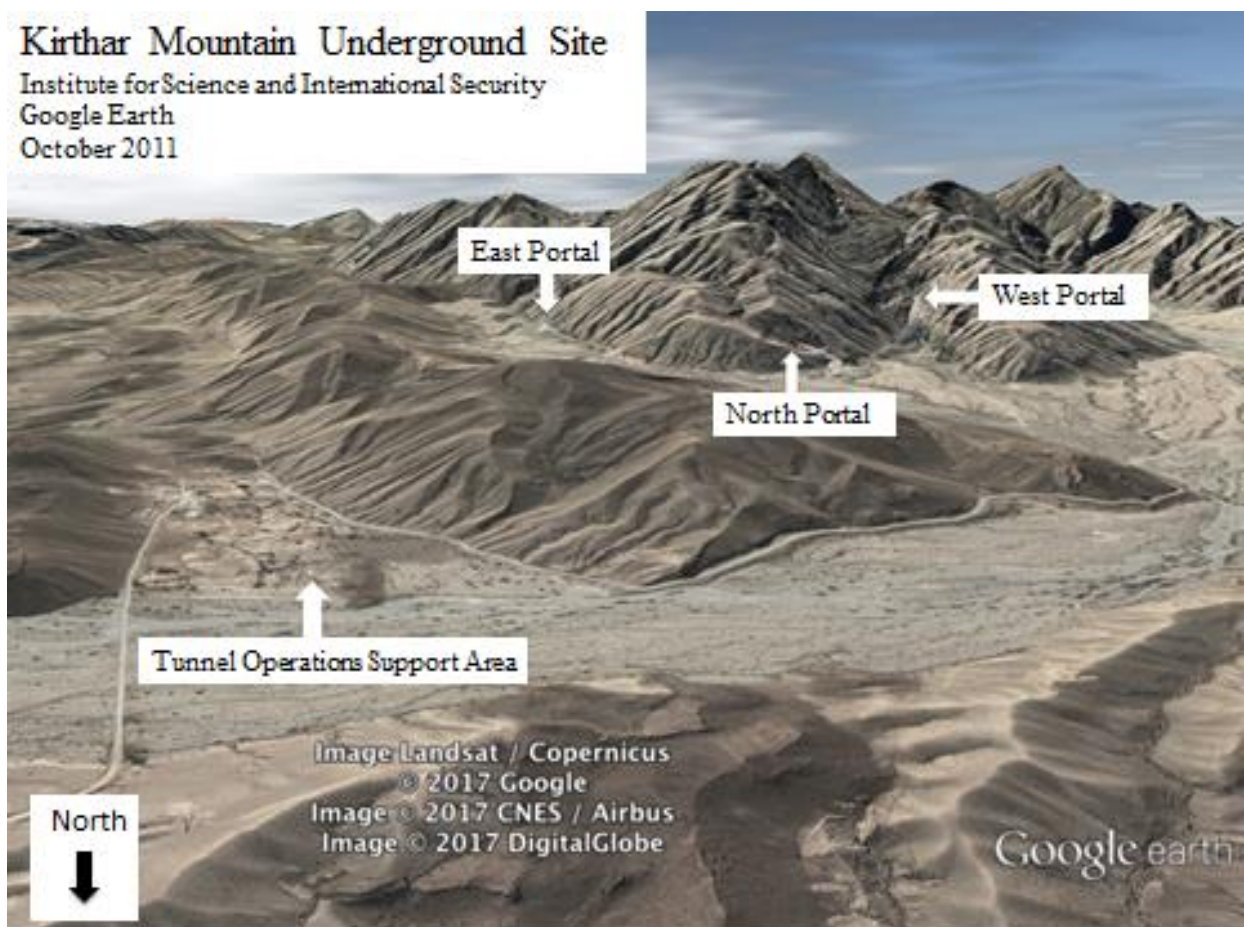 Kirthar Mountain Underground Site
Institute for Science and International Security
Google Earth
October 2011
East Portal
West Portal
North Portal
Tunnel Operations Support Area
Image Landsat / Copernicus
© 2017 Google
Image © 2017 CNES / Airbus
Image © 2017 DigitalGlobe
North
Google earth